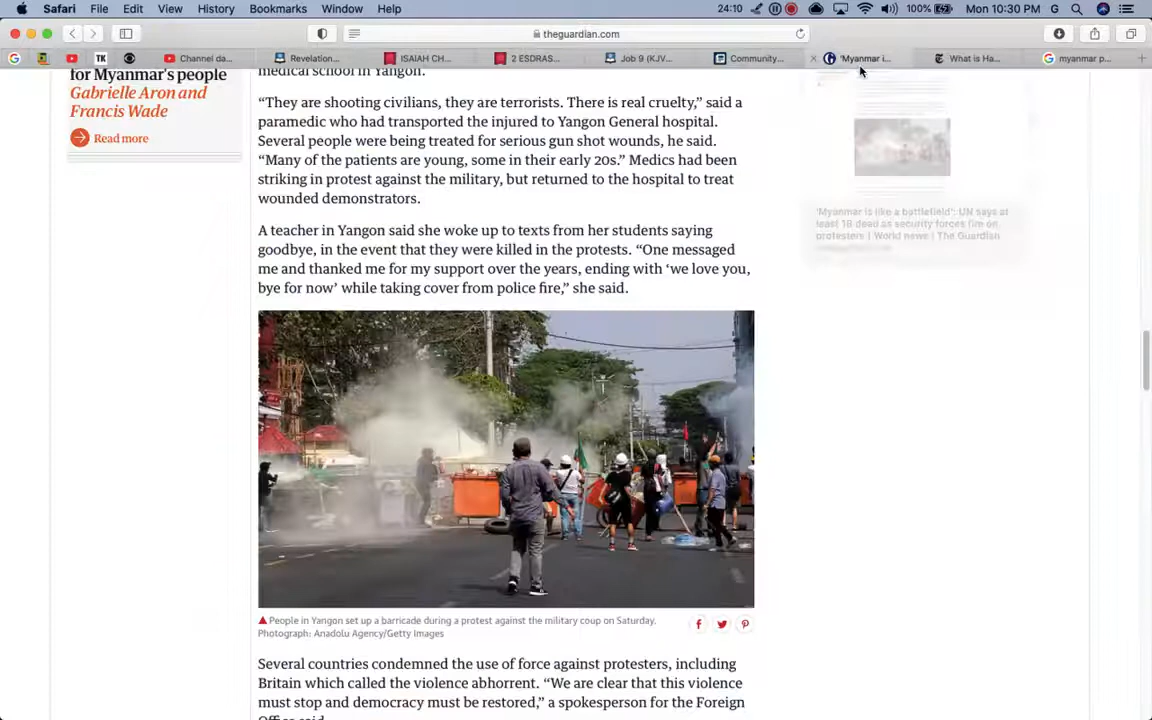 Safari File Edit View History Bookmarks Window Help 24:10 100% Mon 10:30 PM G
theguardian.com
TK Channel da... Revelation... ISAIAH CH... 2 ESDRAS... Job 9 (KJV... Community... 'Myanmar i... What is Ha... myanmar p...
for Myanmar's people
Gabrielle Aron and
Francis Wade
Read more
medical school in Yangon.
“They are shooting civilians, they are terrorists. There is real cruelty,” said a
paramedic who had transported the injured to Yangon General hospital.
Several people were being treated for serious gun shot wounds, he said.
“Many of the patients are young, some in their early 20s.” Medics had been
striking in protest against the military, but returned to the hospital to treat
wounded demonstrators.
A teacher in Yangon said she woke up to texts from her students saying
goodbye, in the event that they were killed in the protests. “One messaged
me and thanked me for my support over the years, ending with ‘we love you,
bye for now’ while taking cover from police fire,” she said.
'Myanmar is like a battlefield': UN says at
least 18 dead as security forces fire on
protesters | World news | The Guardian
People in Yangon set up a barricade during a protest against the military coup on Saturday.
Photograph: Anadolu Agency/Getty Images
Several countries condemned the use of force against protesters, including
Britain which called the violence abhorrent. “We are clear that this violence
must stop and democracy must be restored,” a spokesperson for the Foreign
Office said.